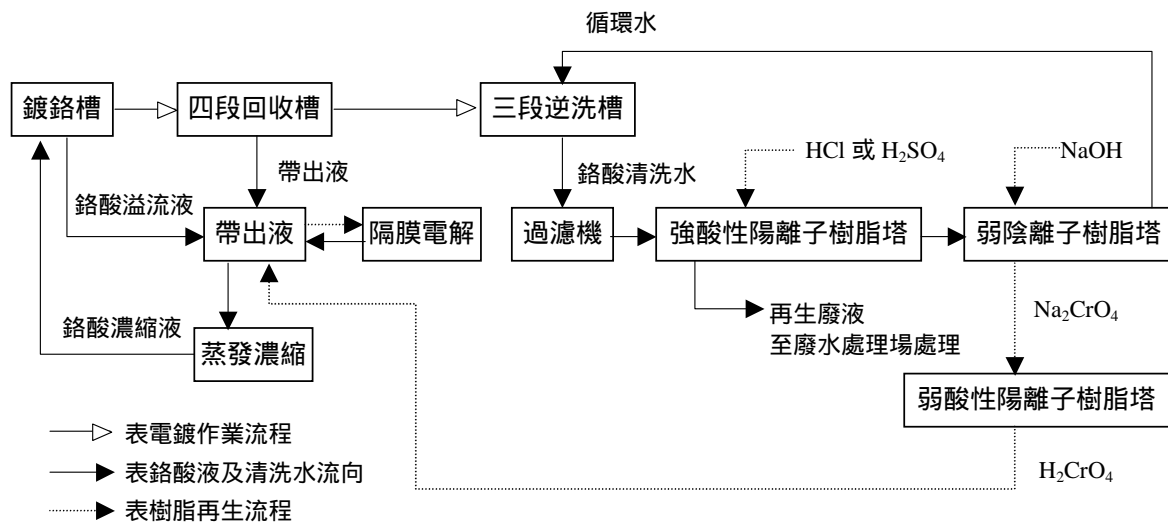 循環水
鍍鉻槽
四段回收槽
三段逆洗槽
HCl 或 H₂SO₄
NaOH
帶出液
鉻酸清洗水
鉻酸溢流液
帶出液
隔膜電解
過濾機
強酸性陽離子樹脂塔
弱陰離子樹脂塔
鉻酸濃縮液
再生廢液
至廢水處理場處理
Na₂CrO₄
蒸發濃縮
弱酸性陽離子樹脂塔
表電鍍作業流程
表鉻酸液及清洗水流向
H₂CrO₄
表樹脂再生流程